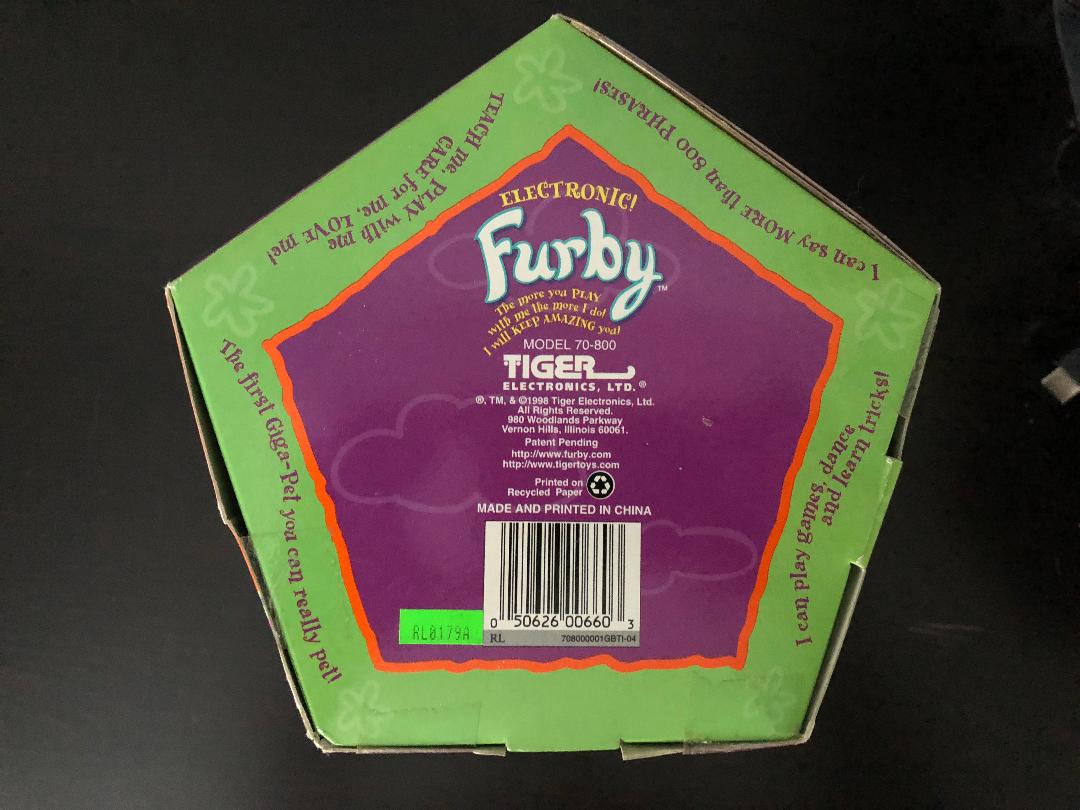 TEACH me, PLAY with me
CARE for me, LOVE me!
I can say MORE than 800 PHRASES!
ELECTRONIC!
Furby™
The more you PLAY
with me the more I do!
I will KEEP AMAZING you!
MODEL 70-800
TIGER
ELECTRONICS, LTD.®
®, TM, & ©1998 Tiger Electronics, Ltd.
All Rights Reserved.
980 Woodlands Parkway
Vernon Hills, Illinois 60061.
Patent Pending
http://www.furby.com
http://www.tigertoys.com
Printed on
Recycled Paper
MADE AND PRINTED IN CHINA
0 50626 00660 3
RL 708000001GBTI-04
RL0179A
The first Giga-Pet you can really pet!
I can play games, dance
and learn tricks!